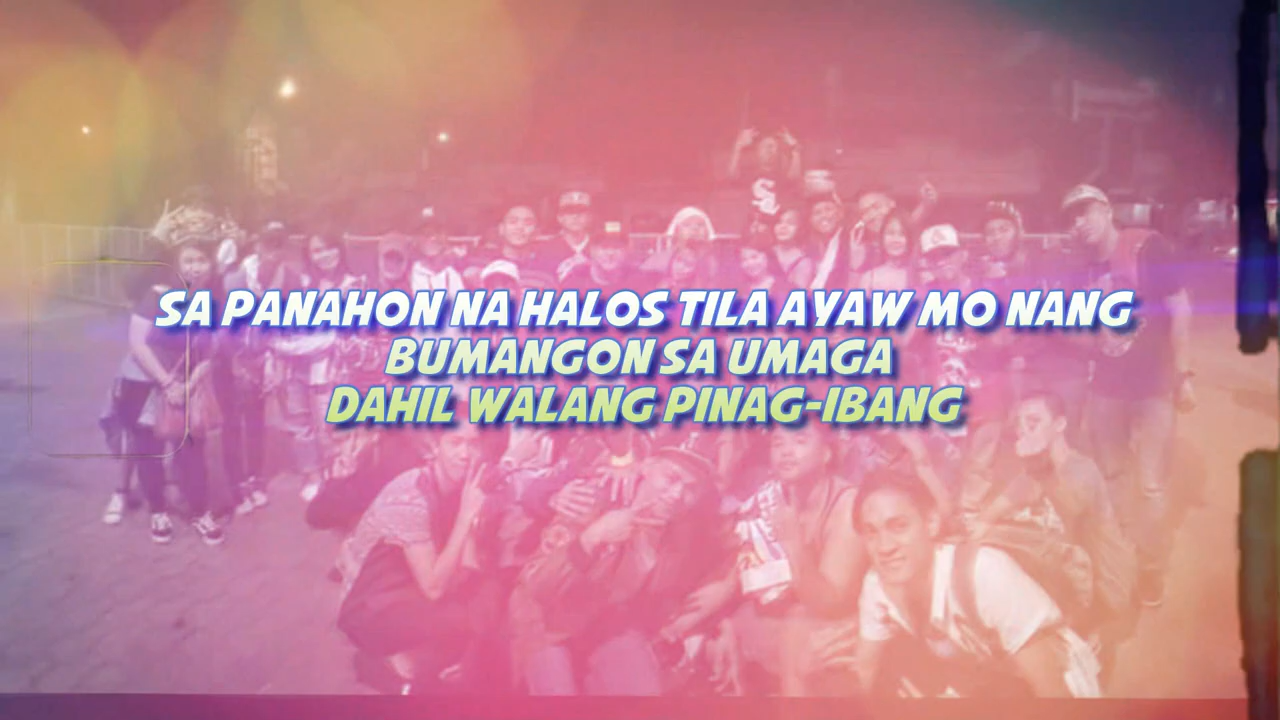 SA PANAHON NA HALOS TILA AYAW MO NANG
BUMANGON SA UMAGA
DAHIL WALANG PINAG-IBANG